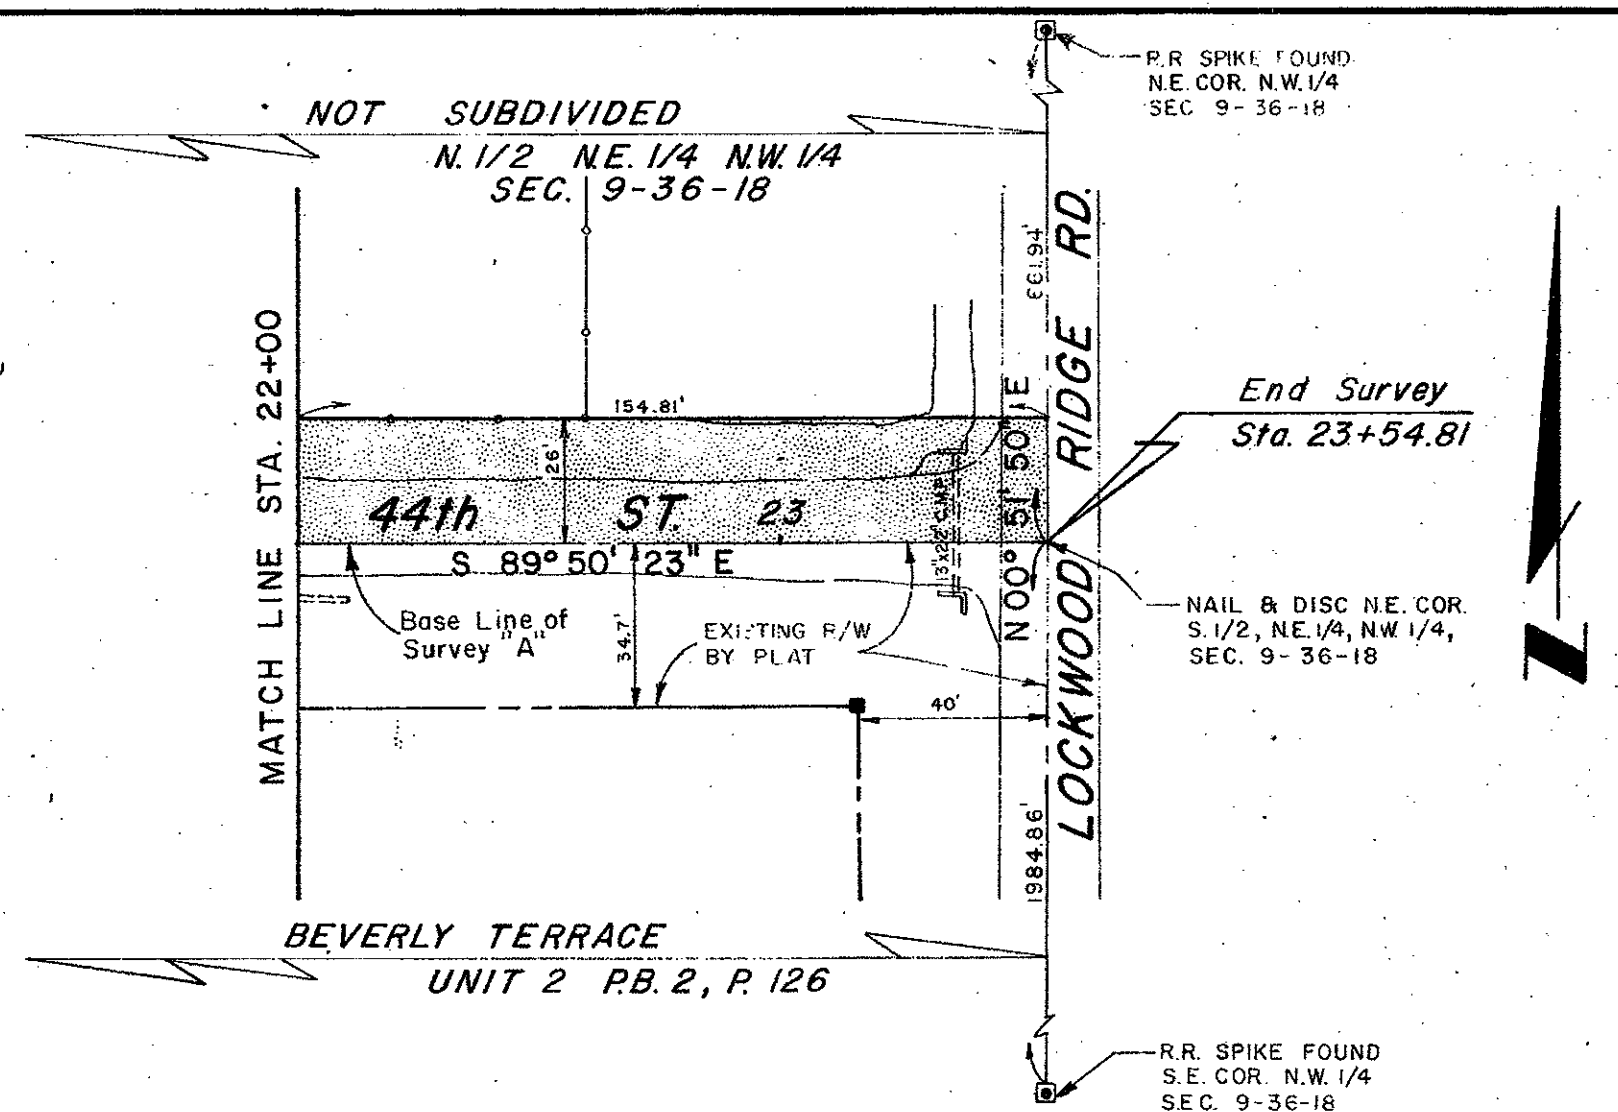 R.R SPIKE FOUND
N.E. COR. N.W. 1/4
SEC 9-36-18
NOT SUBDIVIDED
N. 1/2 N.E. 1/4 N.W. 1/4
SEC. 9-36-18
MATCH LINE STA. 22+00
154.81'
26'
44th ST. 23
S 89° 50' 23" E
Base Line of
Survey "A"
34.7'
EXISTING R/W
BY PLAT
13"x22" C.M.P.
40'
N 00° 51' 50" E
661.94'
LOCKWOOD RIDGE RD.
1984.86'
End Survey
Sta. 23+54.81
NAIL & DISC N.E. COR.
S. 1/2, N.E. 1/4, N.W. 1/4,
SEC. 9-36-18
Z
BEVERLY TERRACE
UNIT 2 P.B. 2, P. 126
R.R. SPIKE FOUND
S.E. COR. N.W. 1/4
SEC. 9-36-18